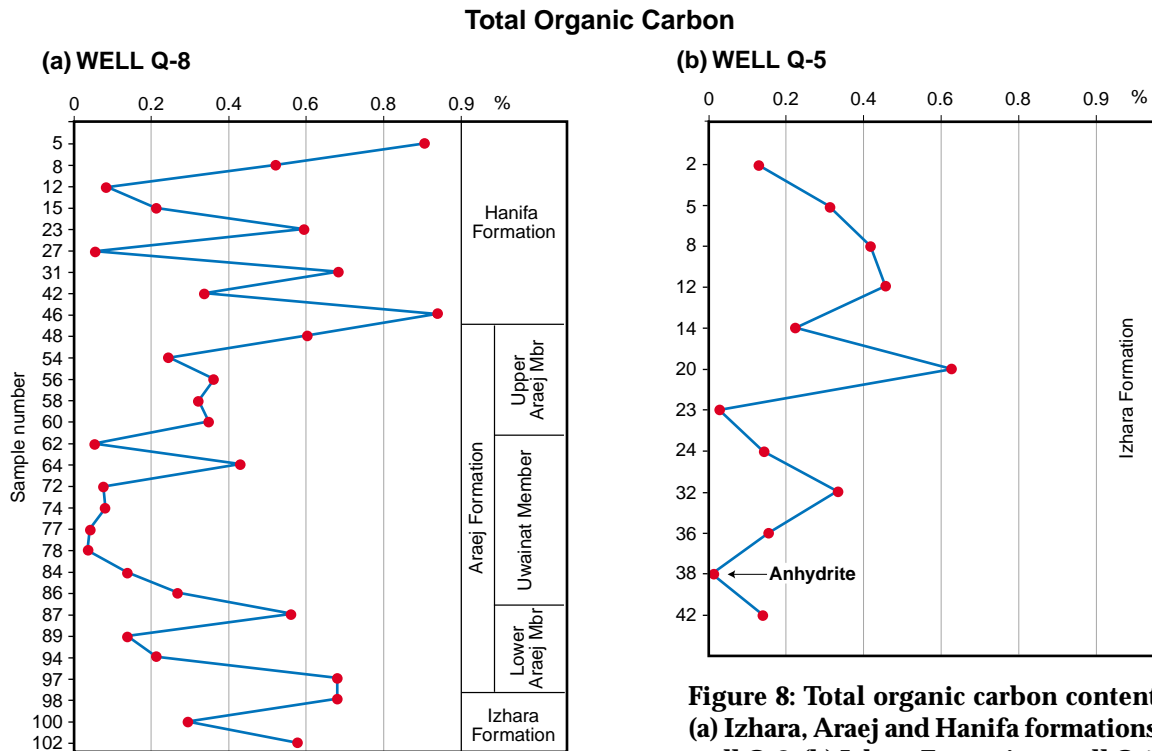 Total Organic Carbon
(a) WELL Q-8
0 0.2 0.4 0.6 0.8 0.9 %
Sample number
5
8
12
15
23
27
31
42
46
48
54
56
58
60
62
64
72
74
77
78
84
86
87
89
94
97
98
100
102
Hanifa
Formation
Araej Formation
Upper
Araej Mbr
Uwainat Member
Lower
Araej Mbr
Izhara
Formation
(b) WELL Q-5
0 0.2 0.4 0.6 0.8 0.9 %
2
5
8
12
14
20
23
24
32
36
38
42
Anhydrite
Izhara Formation
Figure 8: Total organic carbon content
(a) Izhara, Araej and Hanifa formations